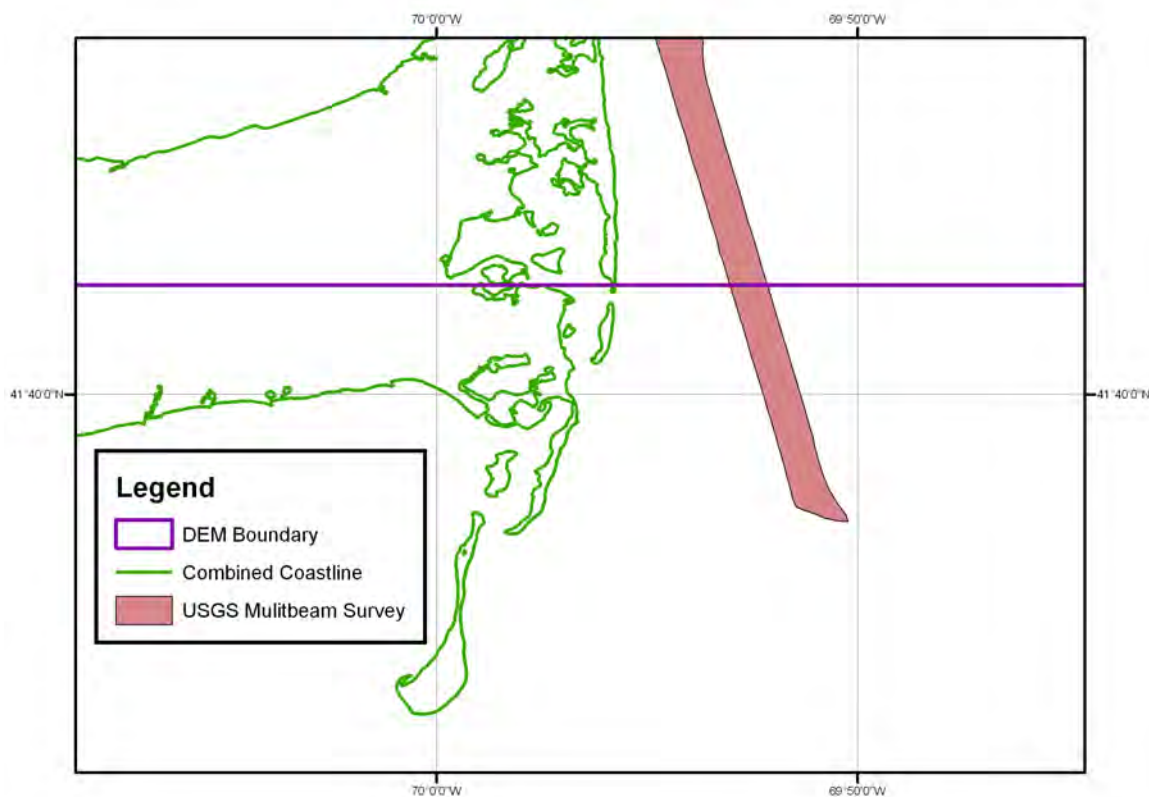 70°0'0"W 69°50'0"W
41°40'0"N 41°40'0"N
Legend
DEM Boundary
Combined Coastline
USGS Mulitbeam Survey
70°0'0"W 69°50'0"W